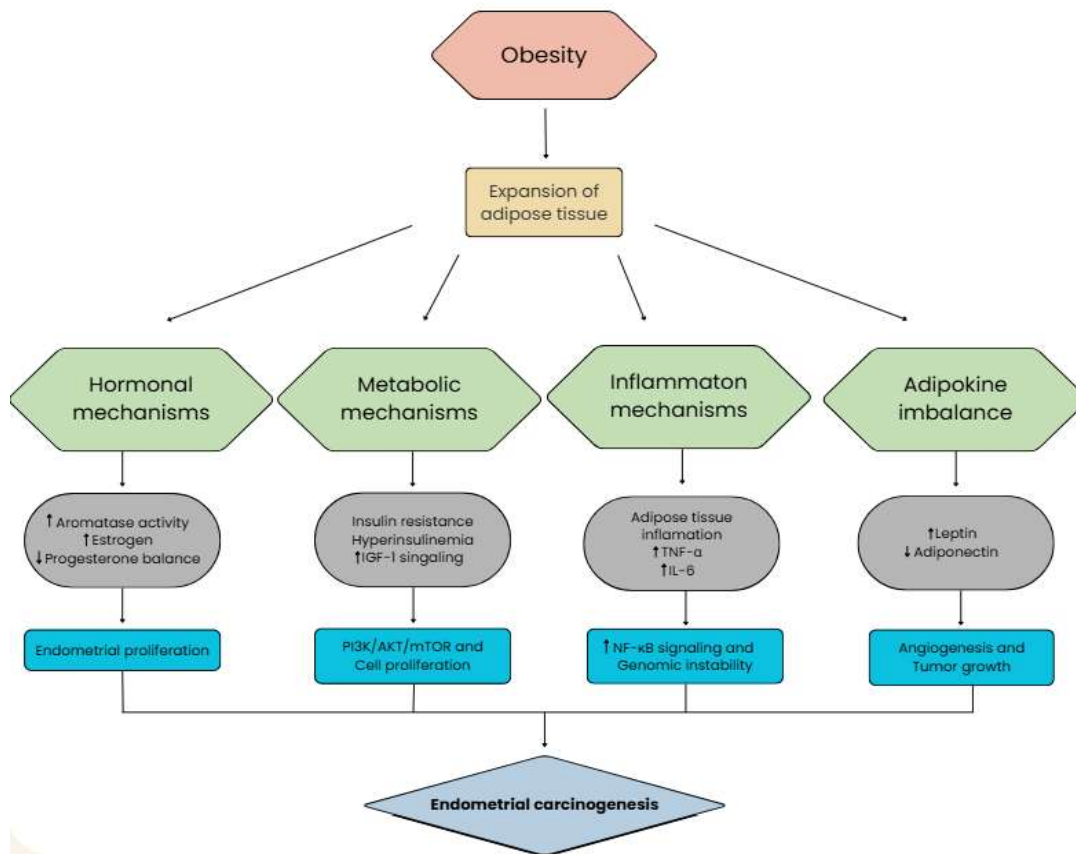 Obesity
Expansion of
adipose tissue
Hormonal
mechanisms
Metabolic
mechanisms
Inflammaton
mechanisms
Adipokine
imbalance
↑Aromatase activity
↑Estrogen
↓Progesterone balance
Insulin resistance
Hyperinsulinemia
↑IGF-1 singaling
Adipose tissue
inflamation
↑TNF-α
↑IL-6
↑Leptin
↓Adiponectin
Endometrial proliferation
PI3K/AKT/mTOR and
Cell proliferation
↑NF-κB signaling and
Genomic instability
Angiogenesis and
Tumor growth
Endometrial carcinogenesis